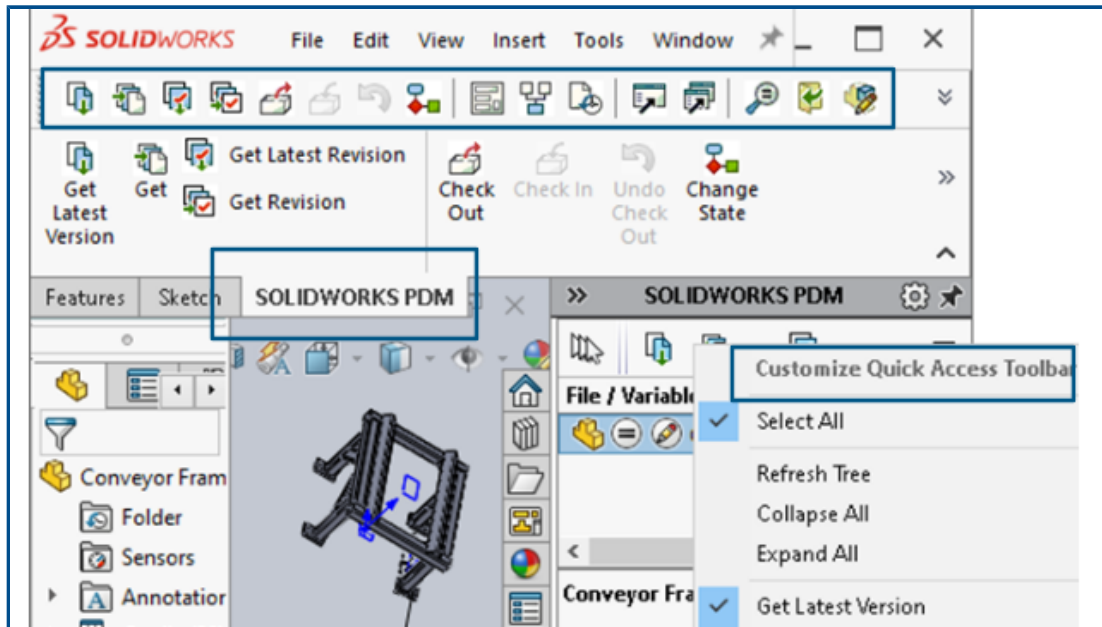 SOLIDWORKS File Edit View Insert Tools Window
Get Latest Version
Get
Get Latest Revision
Get Revision
Check Out
Check In
Undo Check Out
Change State
Features Sketch SOLIDWORKS PDM
SOLIDWORKS PDM
Customize Quick Access Toolbar
File / Variable
Select All
Conveyor Fram
Refresh Tree
Folder
Collapse All
Sensors
Expand All
Annotation
Conveyor Fra
Get Latest Version